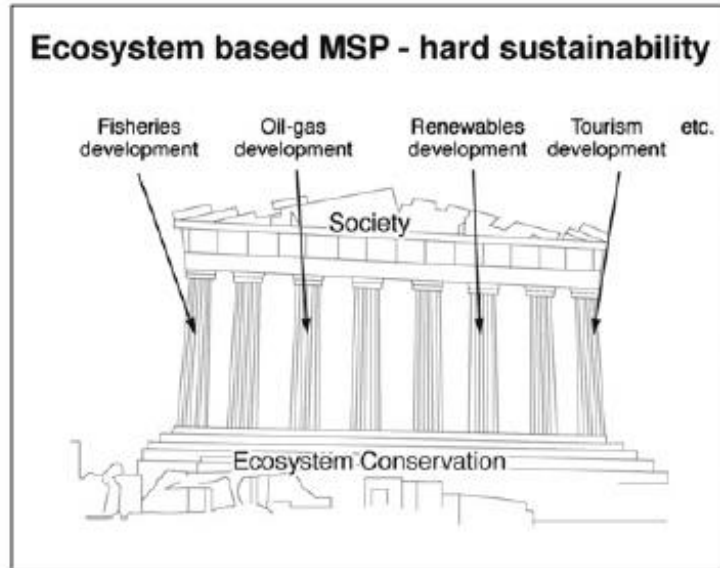 Ecosystem based MSP - hard sustainability
Fisheries development
Oil-gas development
Renewables development
Tourism development
etc.
Society
Ecosystem Conservation